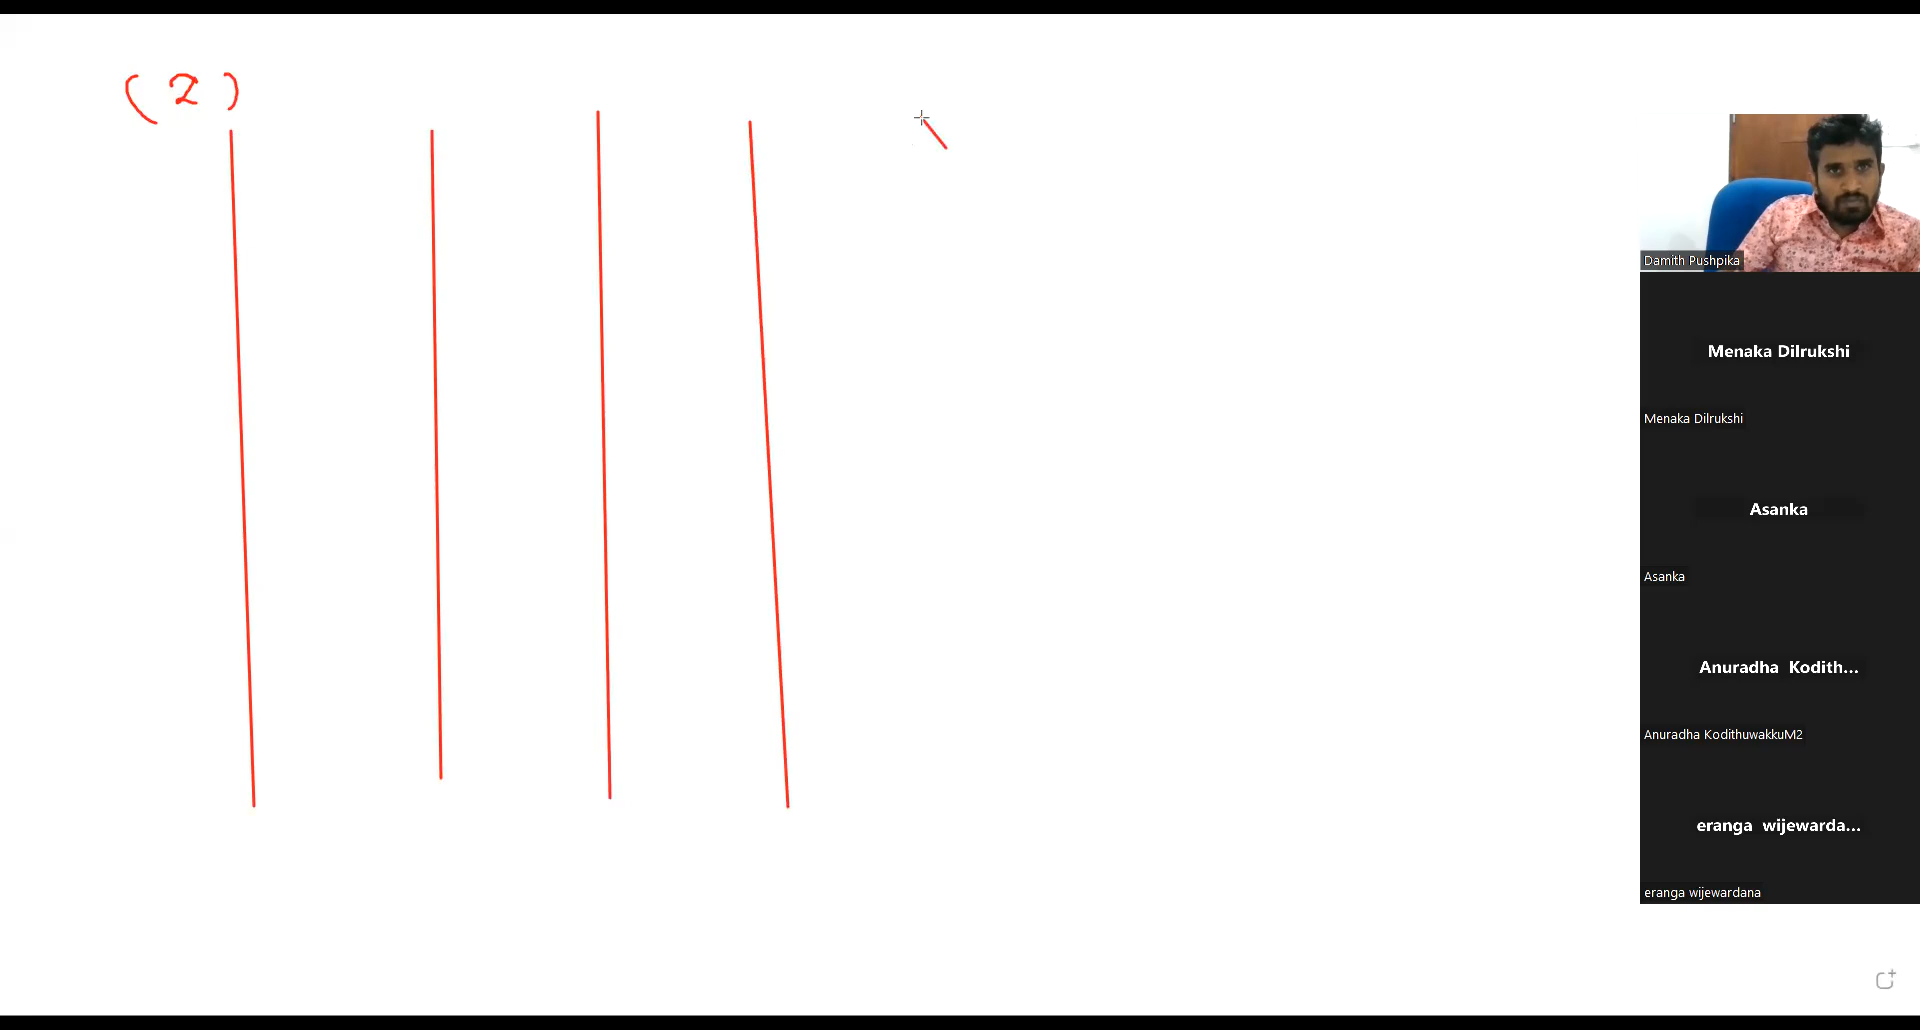 (2)
Damith Pushpika
Menaka Dilrukshi
Menaka Dilrukshi
Asanka
Asanka
Anuradha Kodith...
Anuradha KodithuwakkuM2
eranga wijewarda...
eranga wijewardana